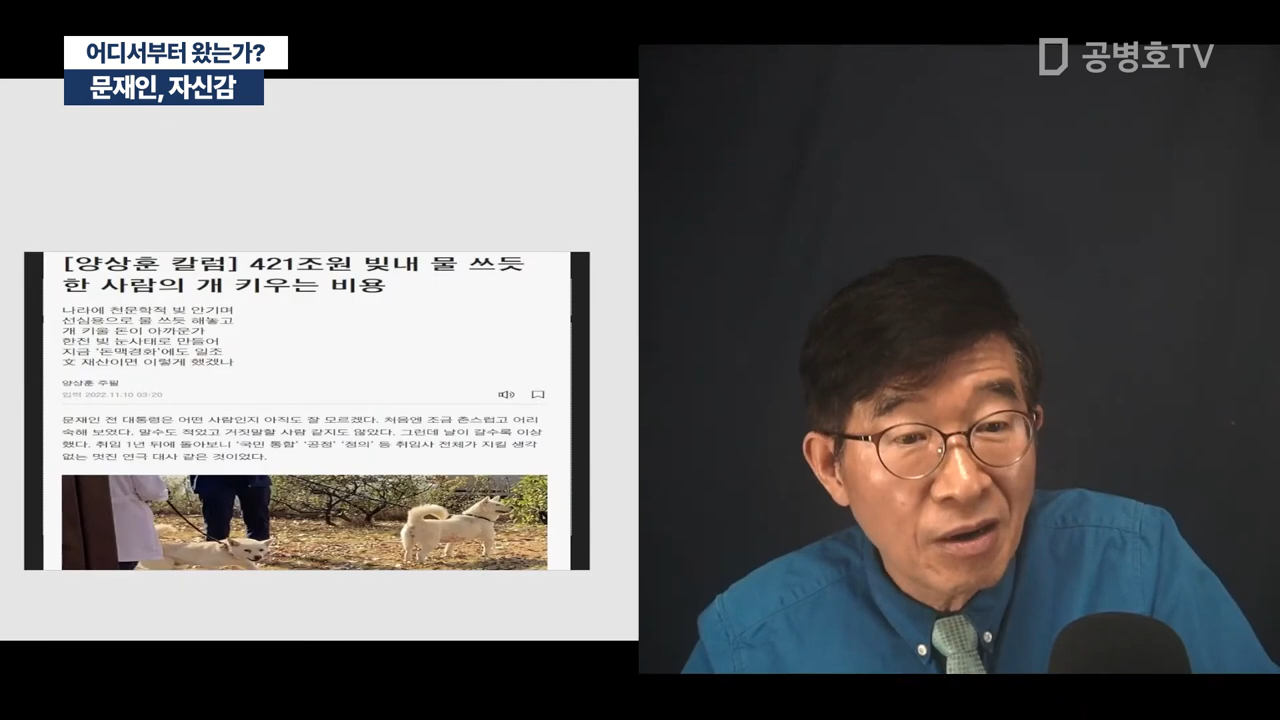 어디서부터 왔는가?
문재인, 자신감
공병호TV
[양상훈 칼럼] 421조원 빚내 물 쓰듯
한 사람의 개 키우는 비용
나라에 천문학적 빚 안기며
선심용으로 물 쓰듯 해놓고
개 키울 돈이 아까운가
한전 빚 눈사태로 만들어
지금 ‘돈맥경화’에도 일조
文 재산이면 이렇게 했겠나
양상훈 주필
입력 2022.11.10 03:20
문재인 전 대통령은 어떤 사람인지 아직도 잘 모르겠다. 처음엔 조금 촌스럽고 어리
숙해 보였다. 말수도 적었고 거짓말할 사람 같지도 않았다. 그런데 날이 갈수록 이상
했다. 취임 1년 뒤에 돌아보니 ‘국민 통합’ ‘공정’ ‘정의’ 등 취임사 전체가 지킬 생각
없는 멋진 연극 대사 같은 것이었다.